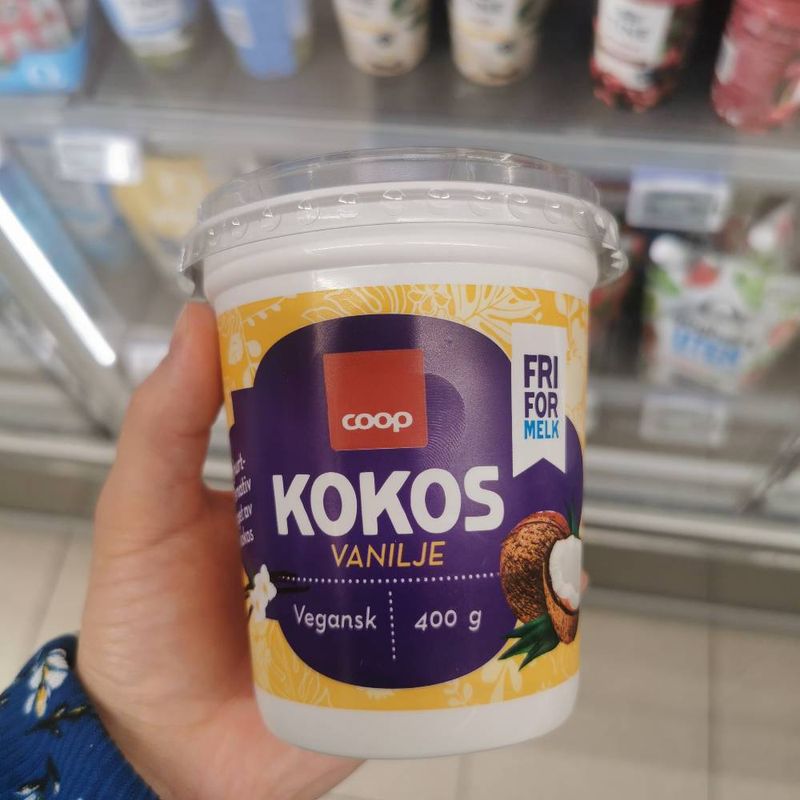 coop
FRI
FOR
MELK
KOKOS
VANILJE
Vegansk
400 g